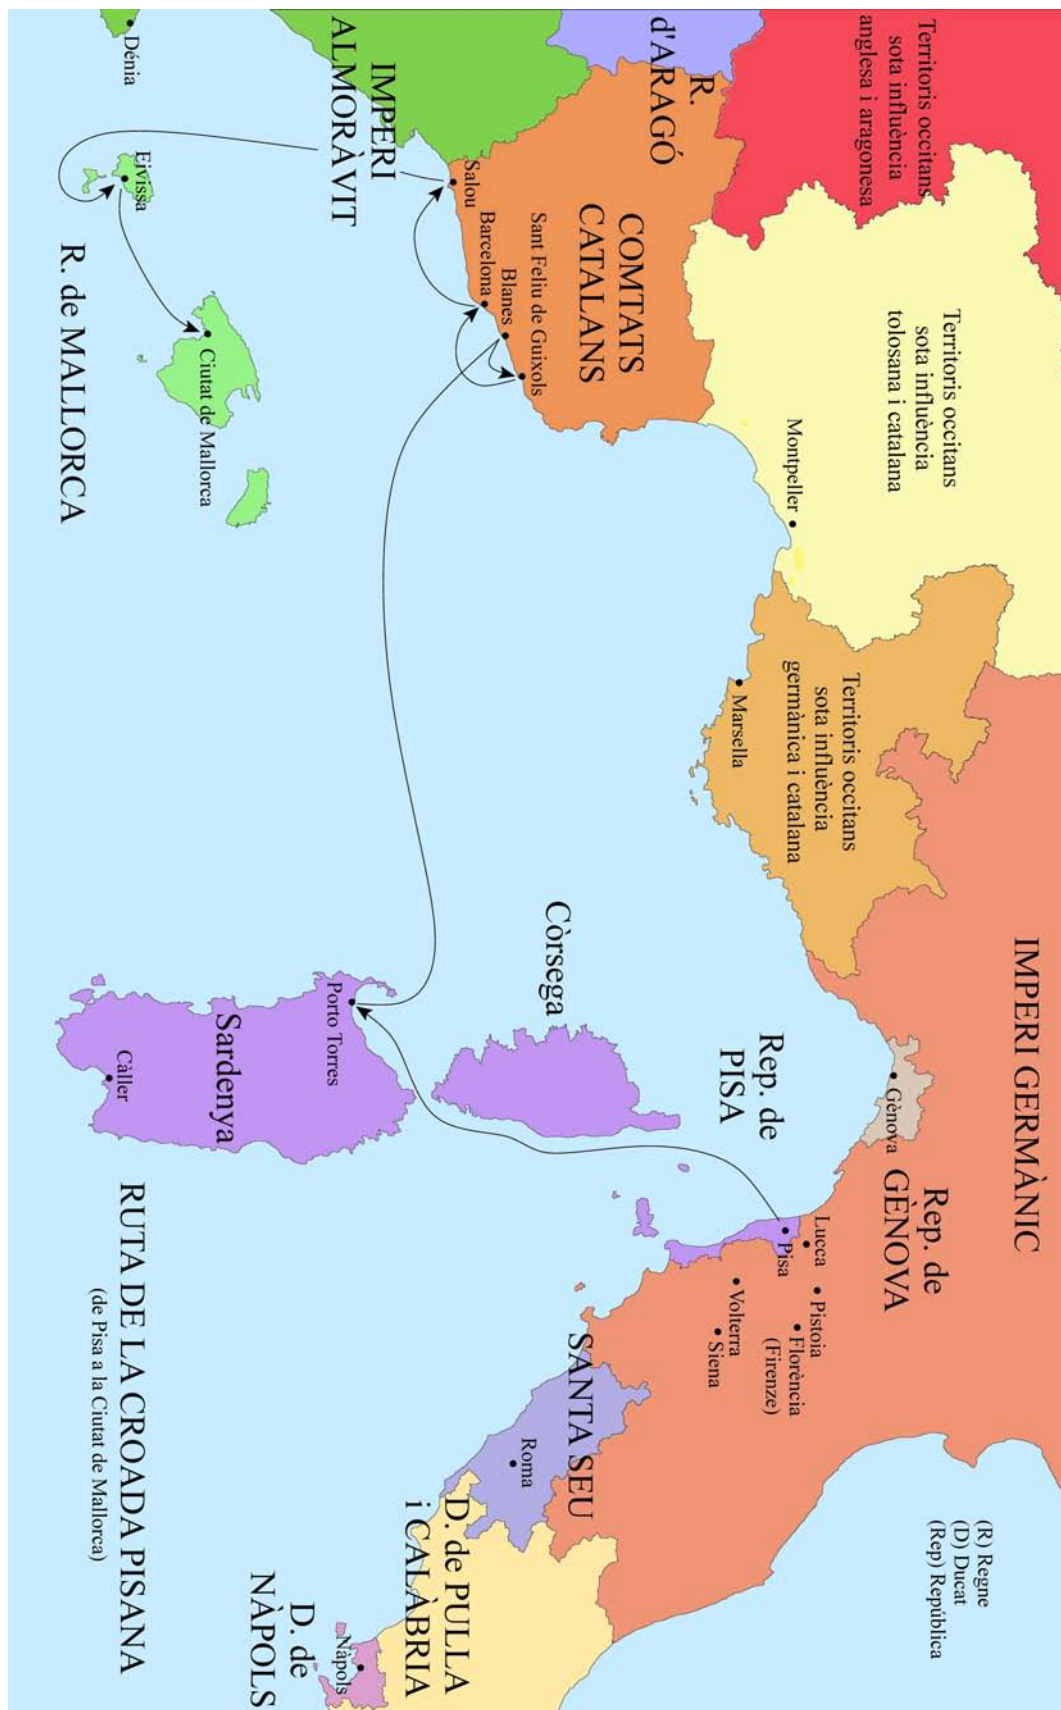 Territoris occitans
sota influència
anglesa i aragonesa
Territoris occitans
sota influència
tolosana i catalana
Territoris occitans
sota influència
germànica i catalana
IMPERI GERMÀNIC
(R) Regne
(D) Ducat
(Rep) República
R.
d'ARAGÓ
COMTATS
CATALANS
IMPERI
ALMORÀVIT
Montpeller
Marsella
Gènova
Rep. de
GÈNOVA
Rep. de
PISA
Lucca
Pisa
Pistoia
Florència
(Firenze)
Volterra
Siena
Sant Feliu de Guixols
Blanes
Barcelona
Salou
Còrsega
SANTA SEU
Roma
D. de PULLA
i CALÀBRIA
D. de
NÀPOLS
Nàpols
Porto Torres
Sardenya
Càller
Dénia
Eivissa
Ciutat de Mallorca
R. de MALLORCA
RUTA DE LA CROADA PISANA
(de Pisa a la Ciutat de Mallorca)